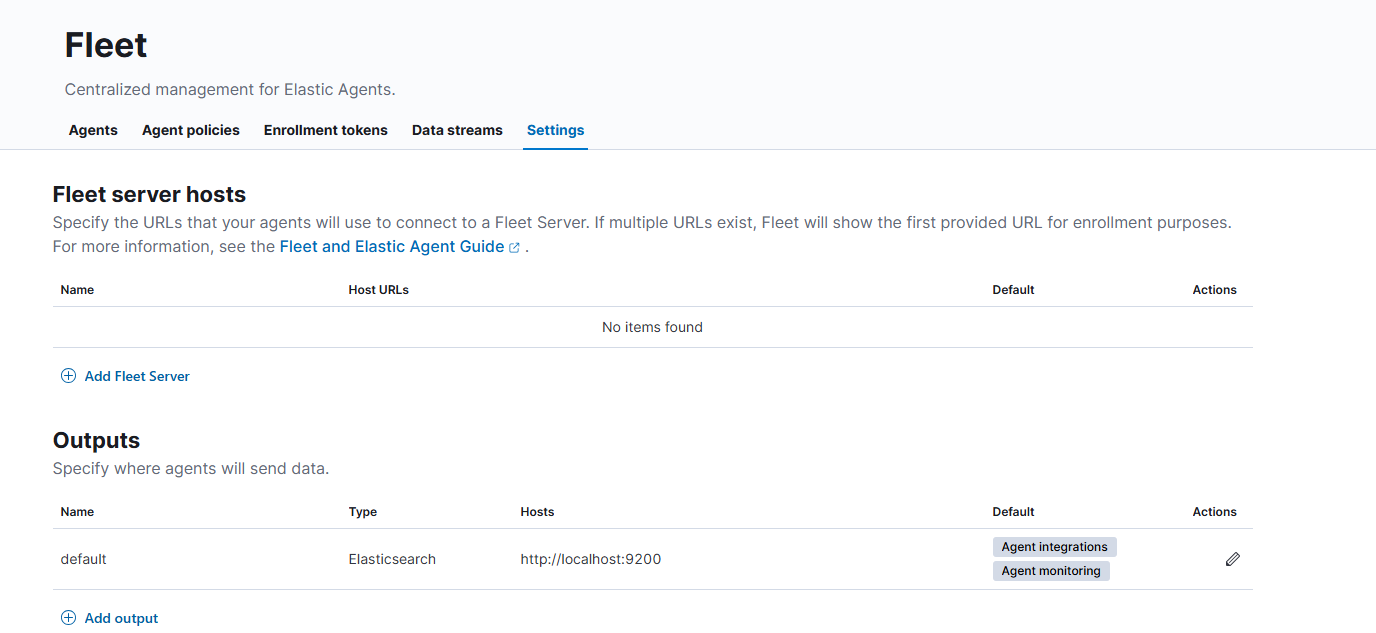 Fleet
Centralized management for Elastic Agents.
Agents Agent policies Enrollment tokens Data streams Settings
Fleet server hosts
Specify the URLs that your agents will use to connect to a Fleet Server. If multiple URLs exist, Fleet will show the first provided URL for enrollment purposes.
For more information, see the Fleet and Elastic Agent Guide .
Name Host URLs Default Actions
No items found
Add Fleet Server
Outputs
Specify where agents will send data.
Name Type Hosts Default Actions
default Elasticsearch http://localhost:9200 Agent integrations
Agent monitoring
Add output